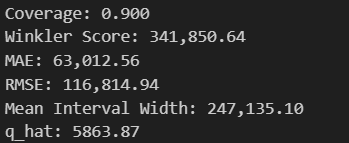 Coverage: 0.900
Winkler Score: 341,850.64
MAE: 63,012.56
RMSE: 116,814.94
Mean Interval Width: 247,135.10
q_hat: 5863.87